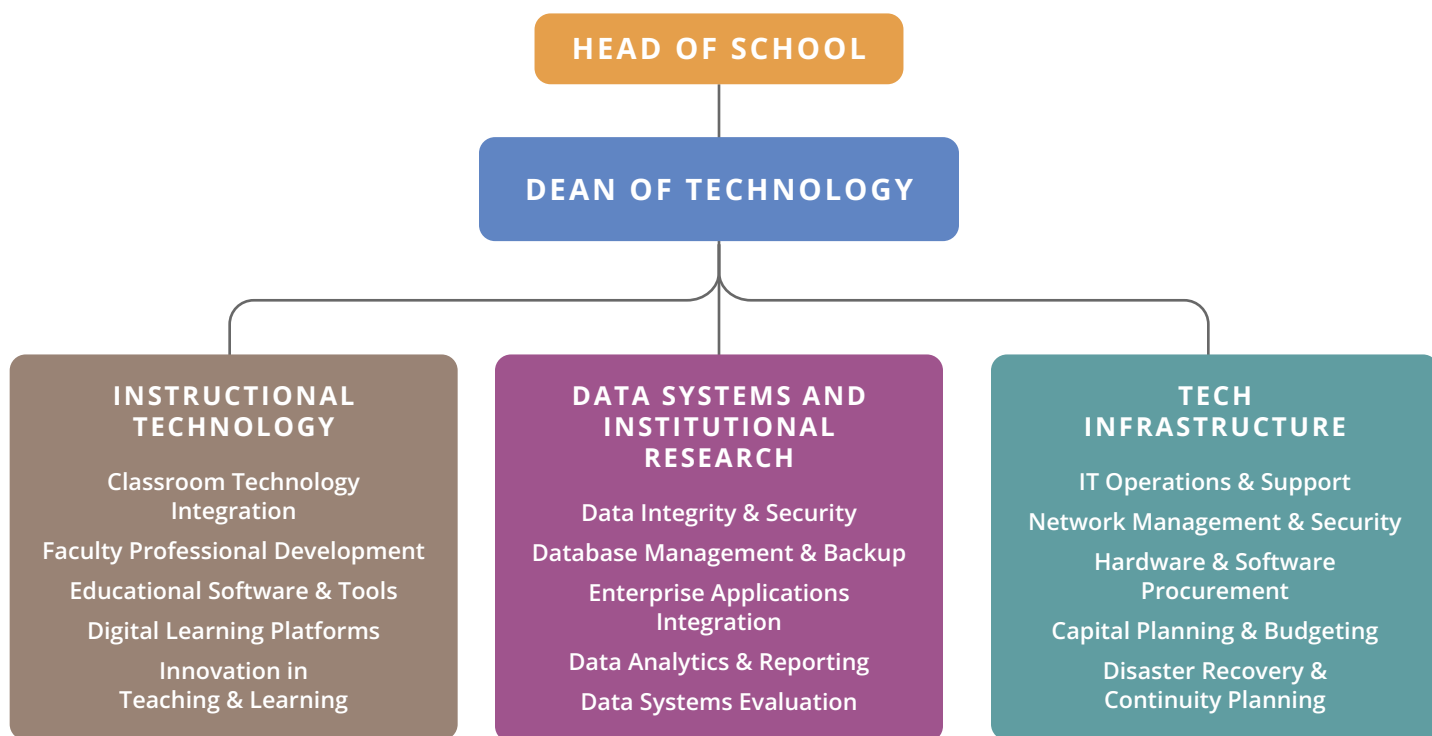 HEAD OF SCHOOL
DEAN OF TECHNOLOGY
INSTRUCTIONAL
TECHNOLOGY
Classroom Technology
Integration
Faculty Professional Development
Educational Software & Tools
Digital Learning Platforms
Innovation in
Teaching & Learning
DATA SYSTEMS AND
INSTITUTIONAL
RESEARCH
Data Integrity & Security
Database Management & Backup
Enterprise Applications
Integration
Data Analytics & Reporting
Data Systems Evaluation
TECH
INFRASTRUCTURE
IT Operations & Support
Network Management & Security
Hardware & Software
Procurement
Capital Planning & Budgeting
Disaster Recovery &
Continuity Planning